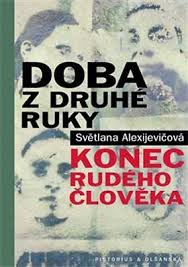 DOBA
Z DRUHÉ
RUKY
Světlana Alexijevičová
KONEC
RUDÉHO
ČLOVĚKA
PISTORIUS & OLŠANSKÁ